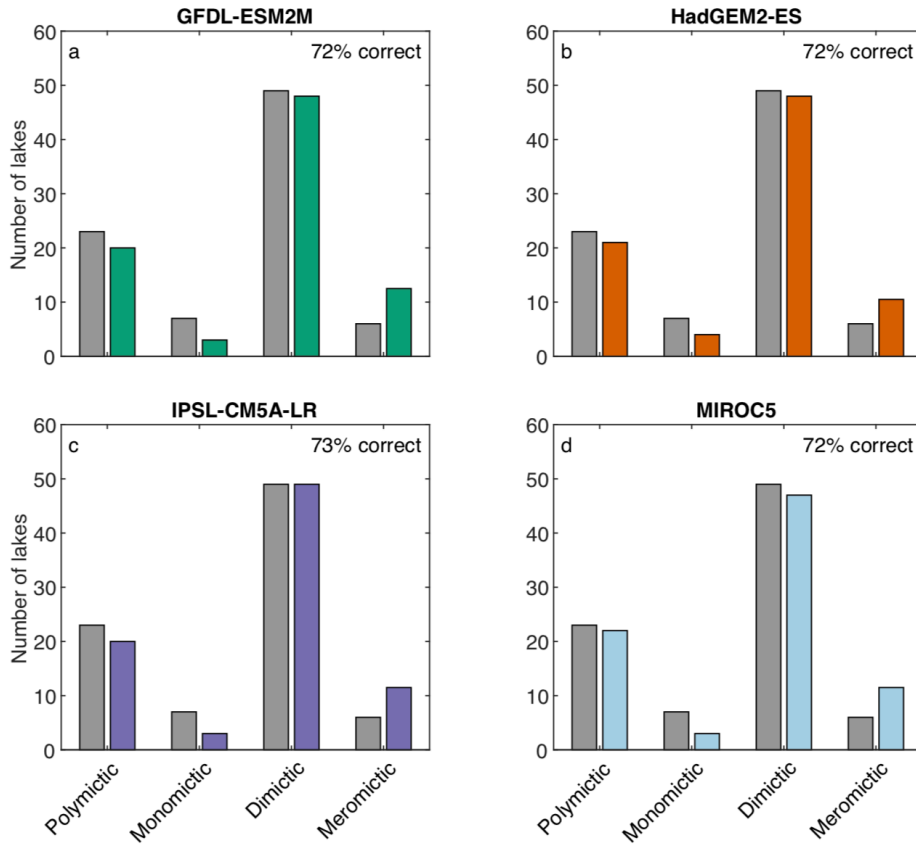 GFDL-ESM2M
a
72% correct
Number of lakes
60
50
40
30
20
10
0
HadGEM2-ES
b
72% correct
60
50
40
30
20
10
0
IPSL-CM5A-LR
c
73% correct
Number of lakes
60
50
40
30
20
10
0
Polymictic
Monomictic
Dimictic
Meromictic
MIROC5
d
72% correct
60
50
40
30
20
10
0
Polymictic
Monomictic
Dimictic
Meromictic